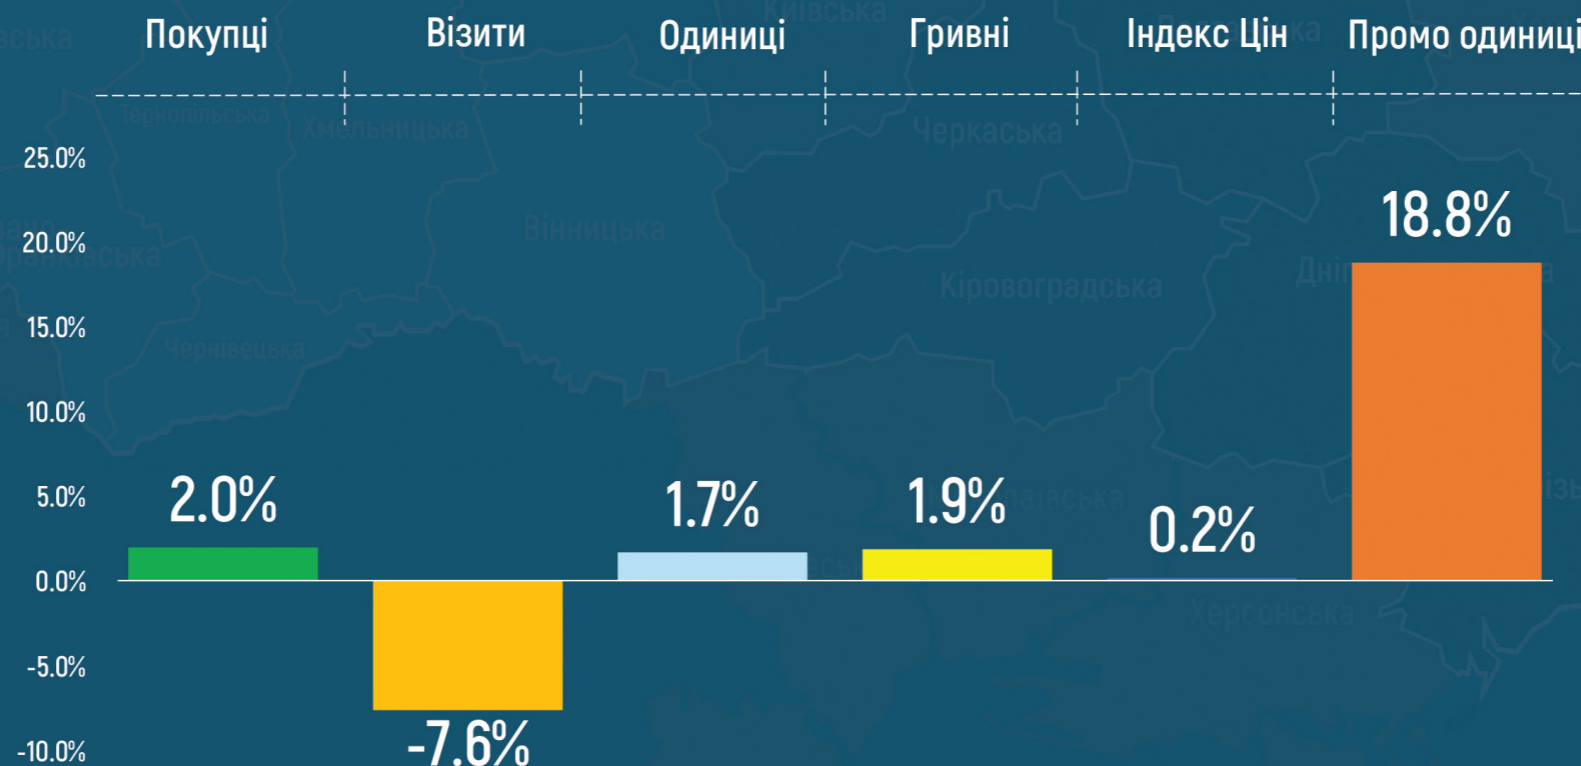 Покупці Візити Одиниці Гривні Індекс Цін Промо одиниці
Київська
Тернопільська
Хмельницька
Черкаська
25.0%
18.8%
Вінницька
20.0%
Кіровоградська
15.0%
Чернівецька
10.0%
2.0% 1.7% 1.9% 0.2%
5.0%
0.0%
Херсонська
-5.0%
-7.6%
-10.0%